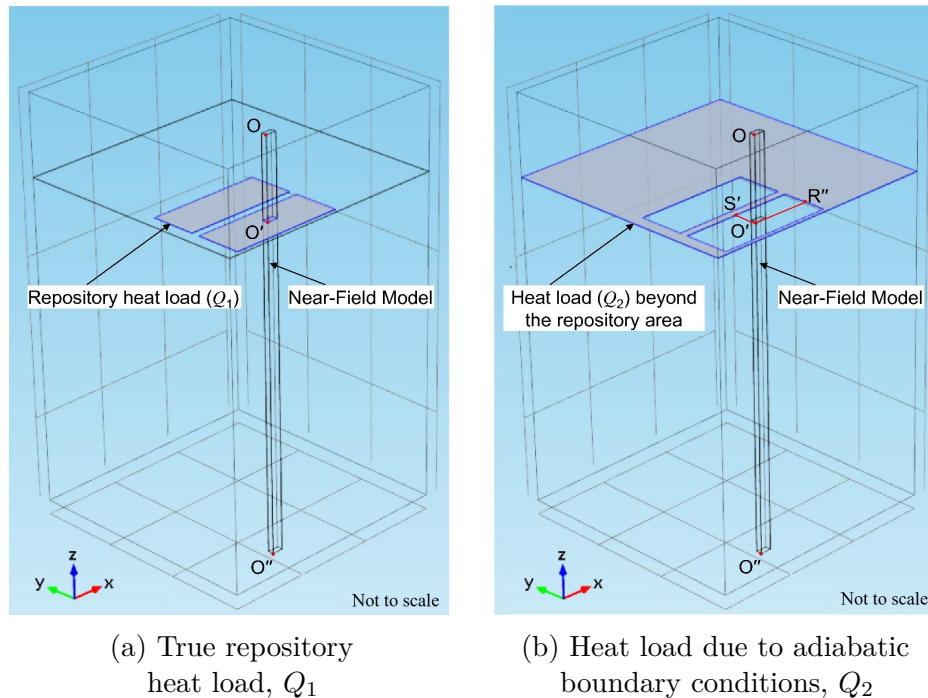 O
O′
Repository heat load (Q₁)
Near-Field Model
O″
z
y
x
Not to scale
(a) True repository
heat load, Q₁
O
S′
R″
O′
Heat load (Q₂) beyond
the repository area
Near-Field Model
O″
z
y
x
Not to scale
(b) Heat load due to adiabatic
boundary conditions, Q₂